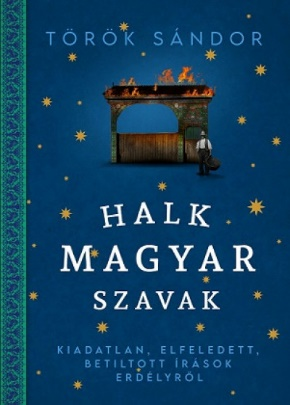 TÖRÖK SÁNDOR
HALK
MAGYAR
SZAVAK
KIADATLAN, ELFELEDETT,
BETILTOTT ÍRÁSOK
ERDÉLYRŐL